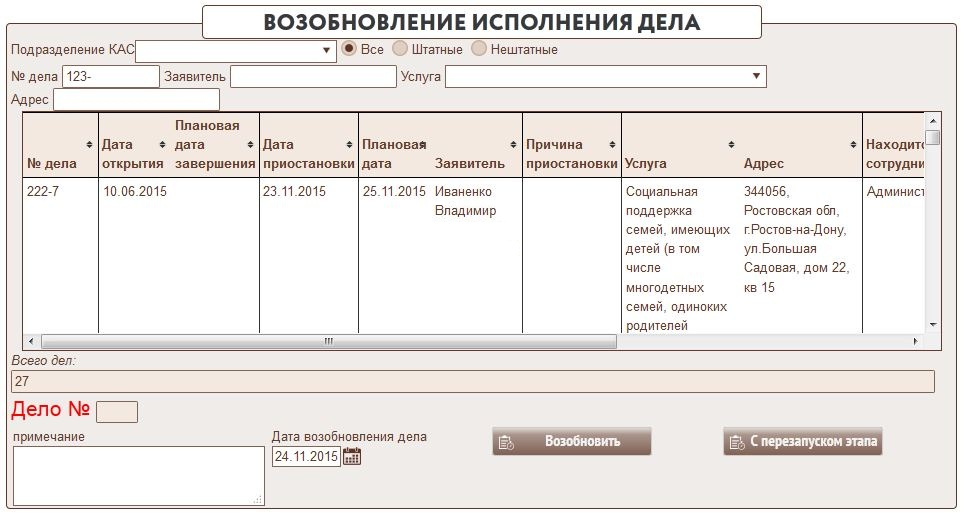 ВОЗОБНОВЛЕНИЕ ИСПОЛНЕНИЯ ДЕЛА
Подразделение КАС Все Штатные Нештатные
№ дела 123- Заявитель Услуга
Адрес
№ дела Дата открытия Плановая дата завершения Дата приостановки Плановая дата Заявитель Причина приостановки Услуга Адрес Находитс сотрудни
222-7 10.06.2015 23.11.2015 25.11.2015 Иваненко Социальная 344056, Админист
Владимир поддержка Ростовская обл,
семей, имеющих г.Ростов-на-Дону,
детей (в том ул.Большая
числе Садовая, дом 22,
многодетных кв 15
семей, одиноких
родителей
Всего дел:
27
Дело №
примечание Дата возобновления дела Возобновить С перезапуском этапа
24.11.2015